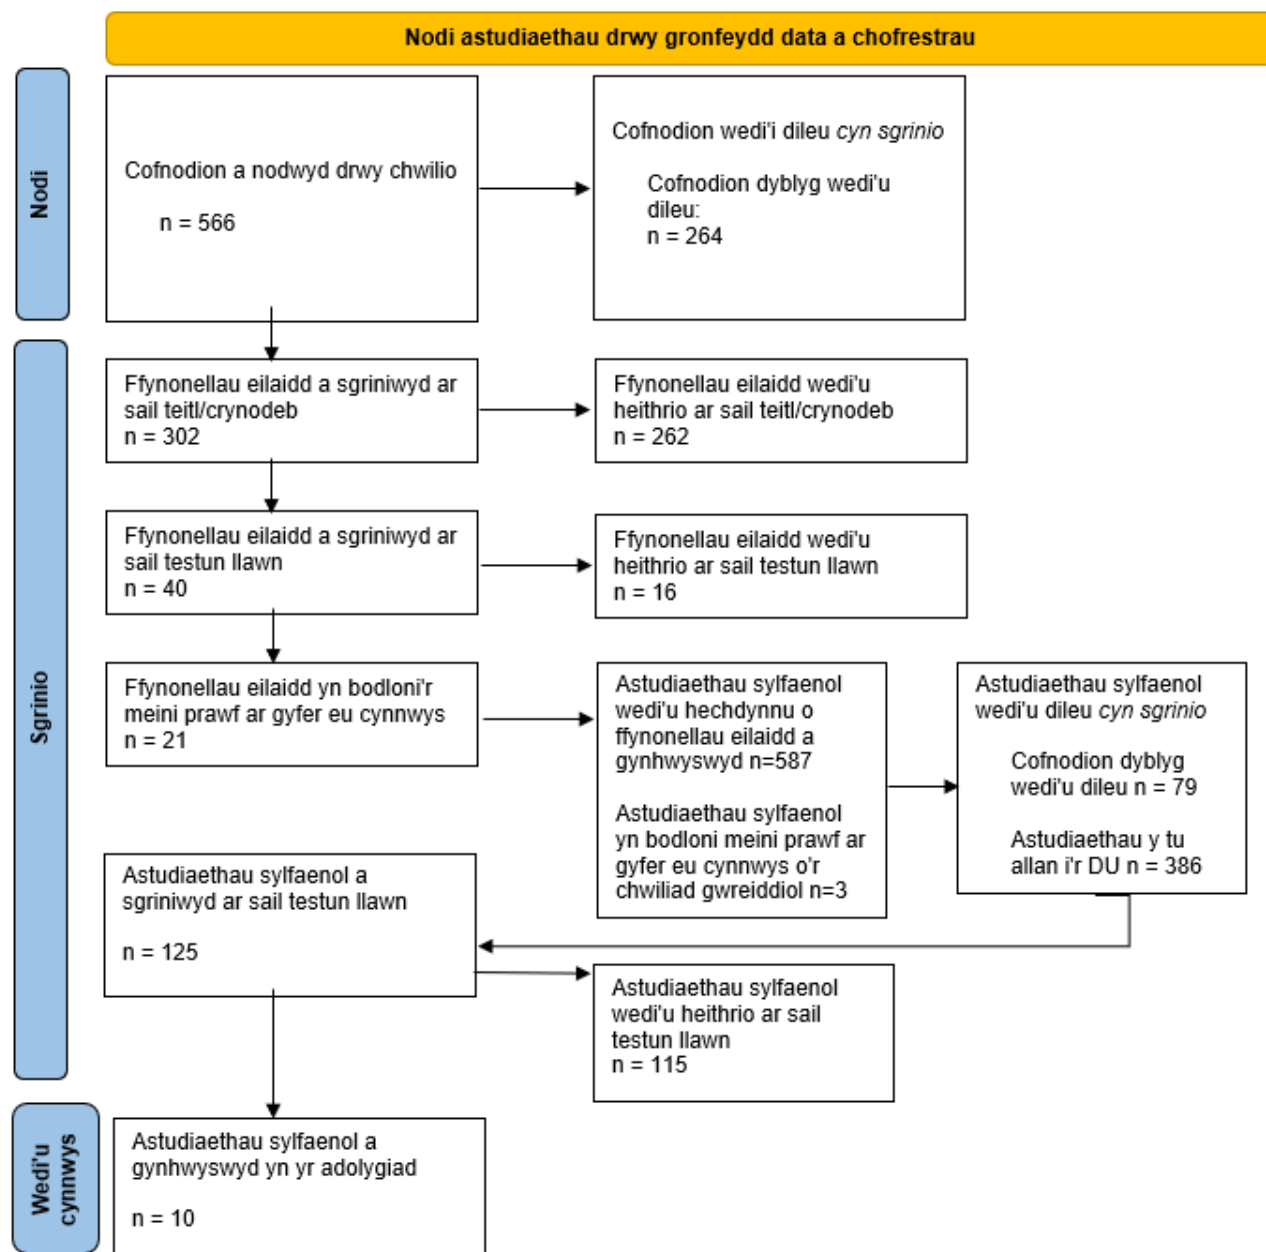 Nodi astudiaethau drwy gronfeydd data a chofrestrau
Nodi
Cofnodion a nodwyd drwy chwilio
n = 566
Cofnodion wedi'i dileu cyn sgrinio
Cofnodion dyblyg wedi'u
dileu:
n = 264
Sgrinio
Ffynonellau eilaidd a sgriniwyd ar
sail teitl/crynodeb
n = 302
Ffynonellau eilaidd wedi'u
heithrio ar sail teitl/crynodeb
n = 262
Ffynonellau eilaidd a sgriniwyd ar
sail testun llawn
n = 40
Ffynonellau eilaidd wedi'u
heithrio ar sail testun llawn
n = 16
Ffynonellau eilaidd yn bodloni'r
meini prawf ar gyfer eu cynnwys
n = 21
Astudiaethau sylfaenol
wedi'u hechdynnu o
ffynonellau eilaidd a
gynhwyswyd n=587
Astudiaethau sylfaenol
yn bodloni meini prawf ar
gyfer eu cynnwys o'r
chwiliad gwreiddiol n=3
Astudiaethau sylfaenol
wedi'u dileu cyn sgrinio
Cofnodion dyblyg
wedi'u dileu n = 79
Astudiaethau y tu
allan i'r DU n = 386
Astudiaethau sylfaenol a
sgriniwyd ar sail testun llawn
n = 125
Astudiaethau sylfaenol
wedi'u heithrio ar sail
testun llawn
n = 115
Wedi'u
cynnwys
Astudiaethau sylfaenol a
gynhwyswyd yn yr adolygiad
n = 10